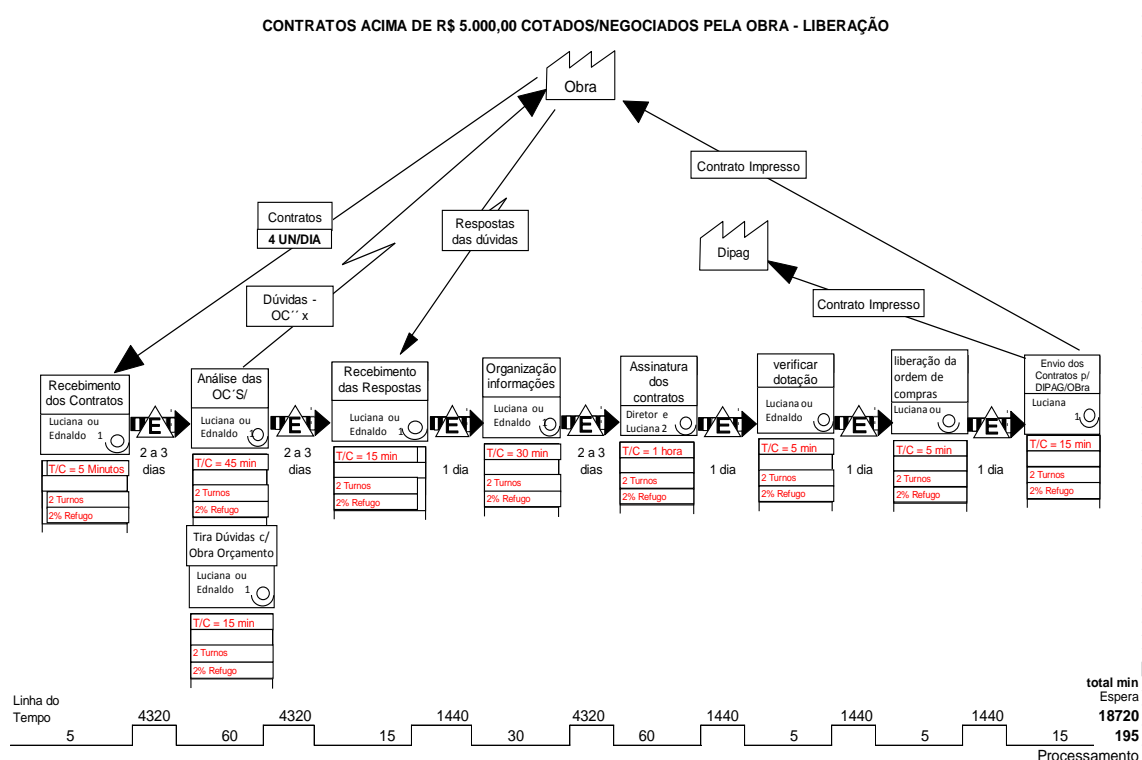 CONTRATOS ACIMA DE R$ 5.000,00 COTADOS/NEGOCIADOS PELA OBRA - LIBERAÇÃO
Obra
Contrato Impresso
Contratos
4 UN/DIA
Respostas
das dúvidas
Dipag
Dúvidas -
OC´´ x
Contrato Impresso
Recebimento
dos Contratos
Luciana ou
Ednaldo 1
T/C = 5 Minutos
2 Turnos
2% Refugo
E
2 a 3
dias
Análise das
OC´S/
Luciana ou
Ednaldo 1
T/C = 45 min
2 Turnos
2% Refugo
Tira Dúvidas c/
Obra Orçamento
Luciana ou
Ednaldo 1
T/C = 15 min
2 Turnos
2% Refugo
E
2 a 3
dias
Recebimento
das Respostas
Luciana ou
Ednaldo 1
T/C = 15 min
2 Turnos
2% Refugo
E
1 dia
Organização
informações
Luciana ou
Ednaldo 1
T/C = 30 min
2 Turnos
2% Refugo
E
2 a 3
dias
Assinatura
dos
contratos
Diretor e
Luciana 2
T/C = 1 hora
2 Turnos
2% Refugo
E
1 dia
verificar
dotação
Luciana ou
Ednaldo
T/C = 5 min
2 Turnos
2% Refugo
E
1 dia
liberação da
ordem de
compras
Luciana ou
T/C = 5 min
2 Turnos
2% Refugo
E
1 dia
Envio dos
Contratos p/
DIPAG/OBra
Luciana
1
T/C = 15 min
2 Turnos
2% Refugo
total min
Espera
Linha do
Tempo 4320 4320 1440 4320 1440 1440 1440 18720
5 60 15 30 60 5 5 15 195
Processamento